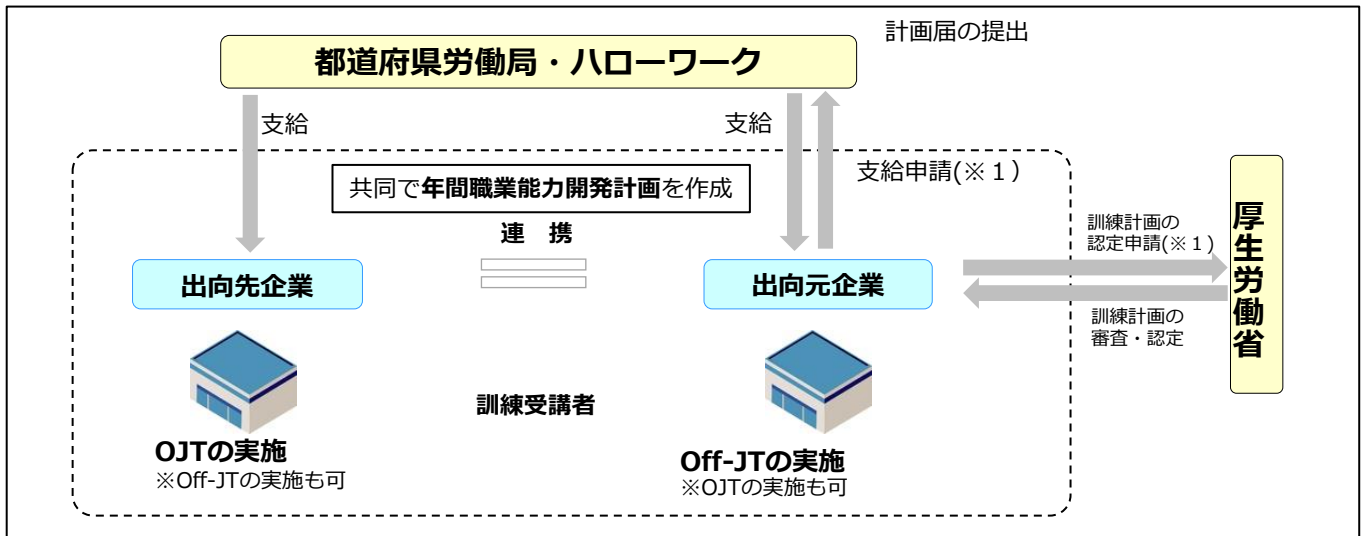 計画届の提出
都道府県労働局・ハローワーク
支給
支給
支給申請(※１)
共同で年間職業能力開発計画を作成
連　携
出向先企業
出向元企業
訓練計画の
認定申請(※１)
訓練計画の
審査・認定
厚生労働省
訓練受講者
OJTの実施
※Off-JTの実施も可
Off-JTの実施
※OJTの実施も可